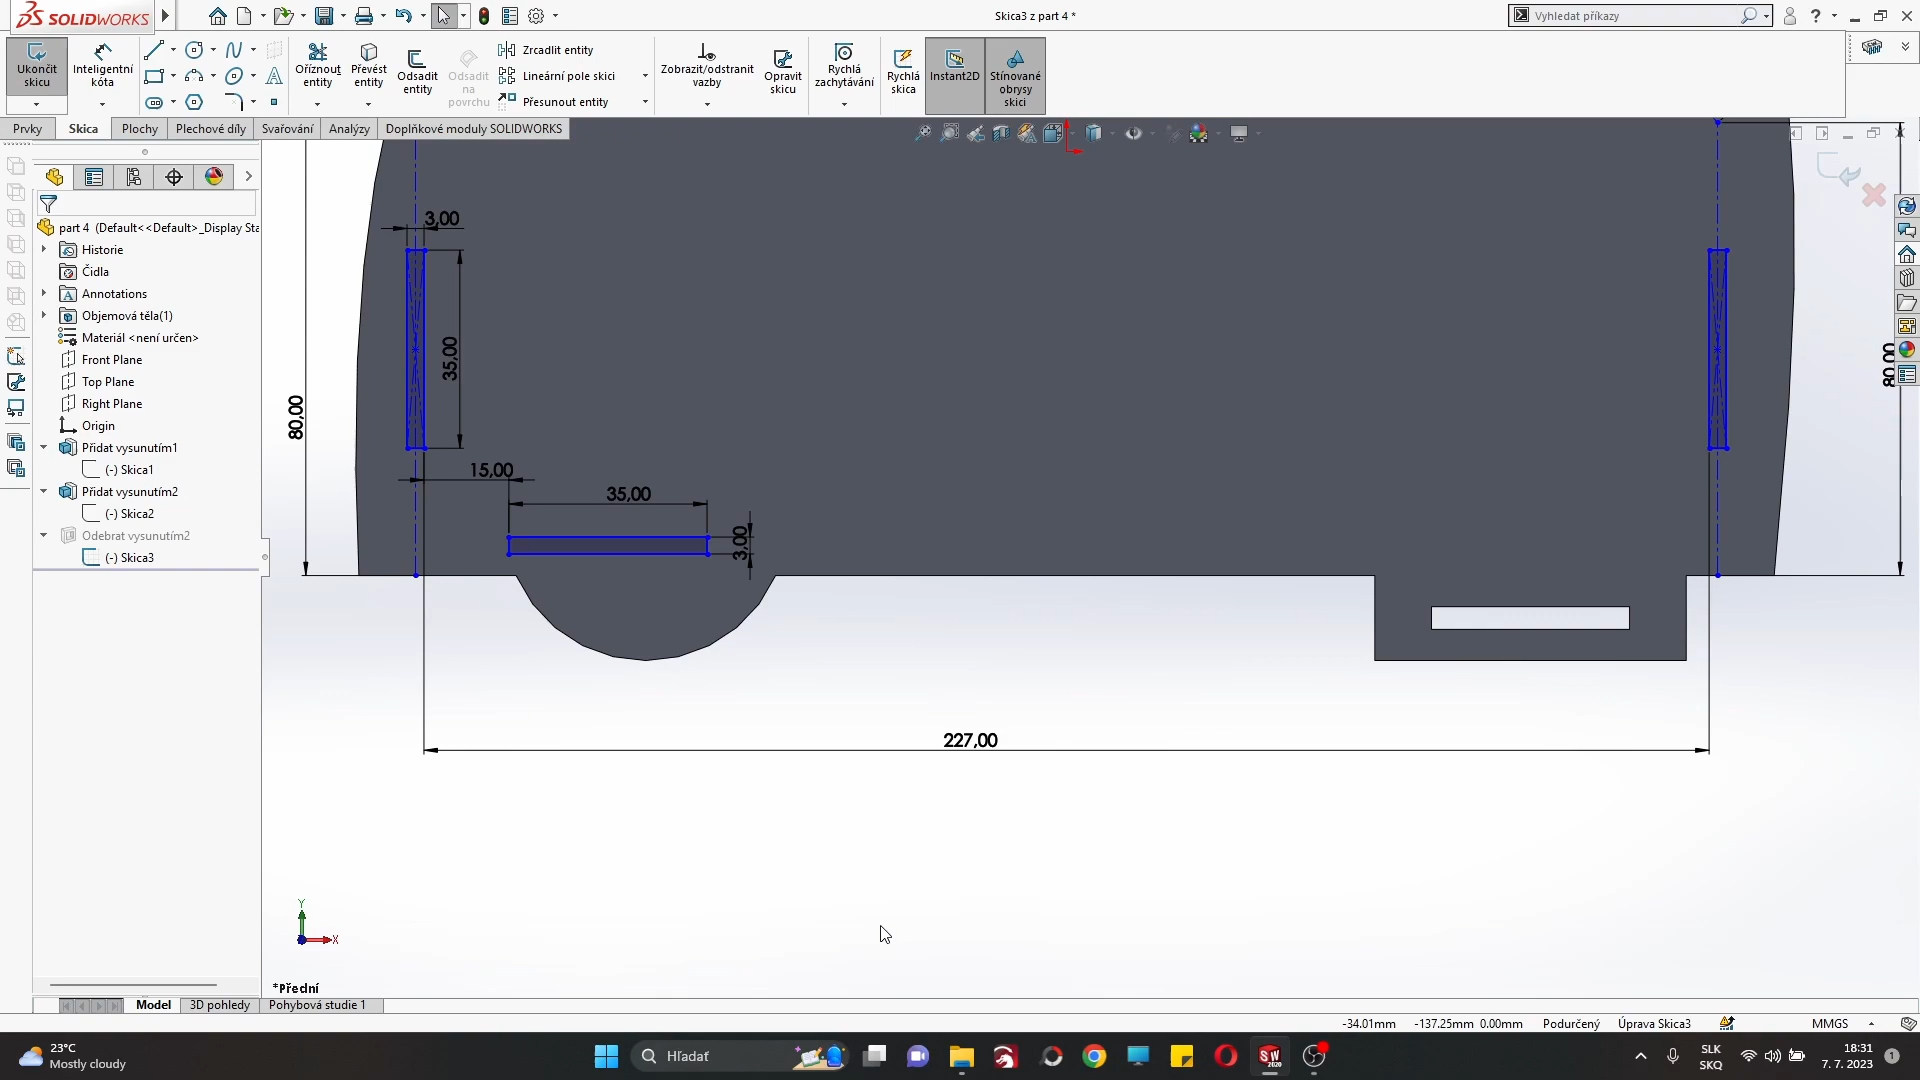 SOLIDWORKS
Skica3 z part 4 *
Vyhledat příkazy
Ukončit skicu
Inteligentní kóta
Oříznout entity
Převést entity
Odsadit entity
Odsadit na povrchu
Zrcadlit entity
Lineární pole skici
Přesunout entity
Zobrazit/odstranit vazby
Opravit skicu
Rychlá zachytávání
Rychlá skica
Instant2D
Stínované obrysy skici
Prvky
Skica
Plochy
Plechové díly
Svařování
Analýzy
Doplňkové moduly SOLIDWORKS
part 4 (Default<<Default>_Display Sta
Historie
Čidla
Annotations
Objemová těla(1)
Materiál <není určen>
Front Plane
Top Plane
Right Plane
Origin
Přidat vysunutím1
(-) Skica1
Přidat vysunutím2
(-) Skica2
Odebrat vysunutím2
(-) Skica3
3,00
35,00
80,00
15,00
35,00
3,00
80,00
227,00
Y
X
*Přední
Model
3D pohledy
Pohybová studie 1
-34.01mm
-137.25mm
0.00mm
Podurčený
Úprava Skica3
MMGS
23°C
Mostly cloudy
Hľadať
SW
2020
SLK
SKQ
18:31
7. 7. 2023
1